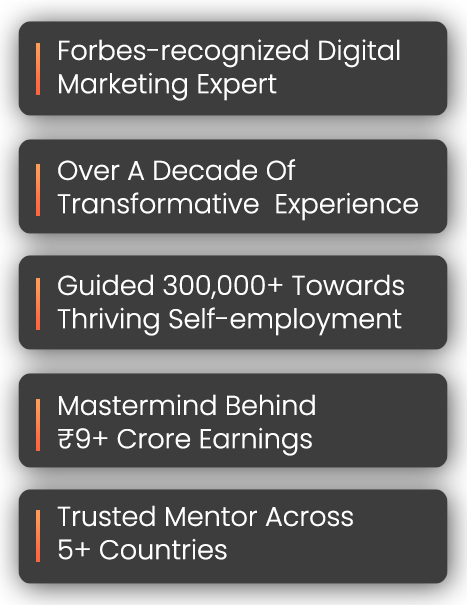 Forbes-recognized Digital
Marketing Expert
Over A Decade Of
Transformative  Experience
Guided 300,000+ Towards
Thriving Self-employment
Mastermind Behind
₹9+ Crore Earnings
Trusted Mentor Across
5+ Countries